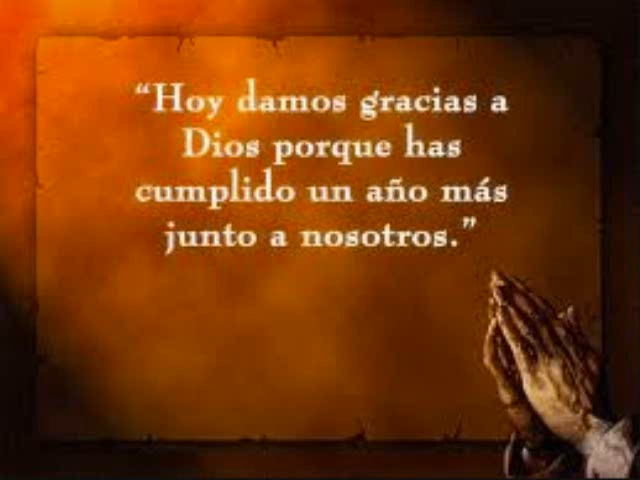 “Hoy damos gracias a
Dios porque has
cumplido un año más
junto a nosotros.”